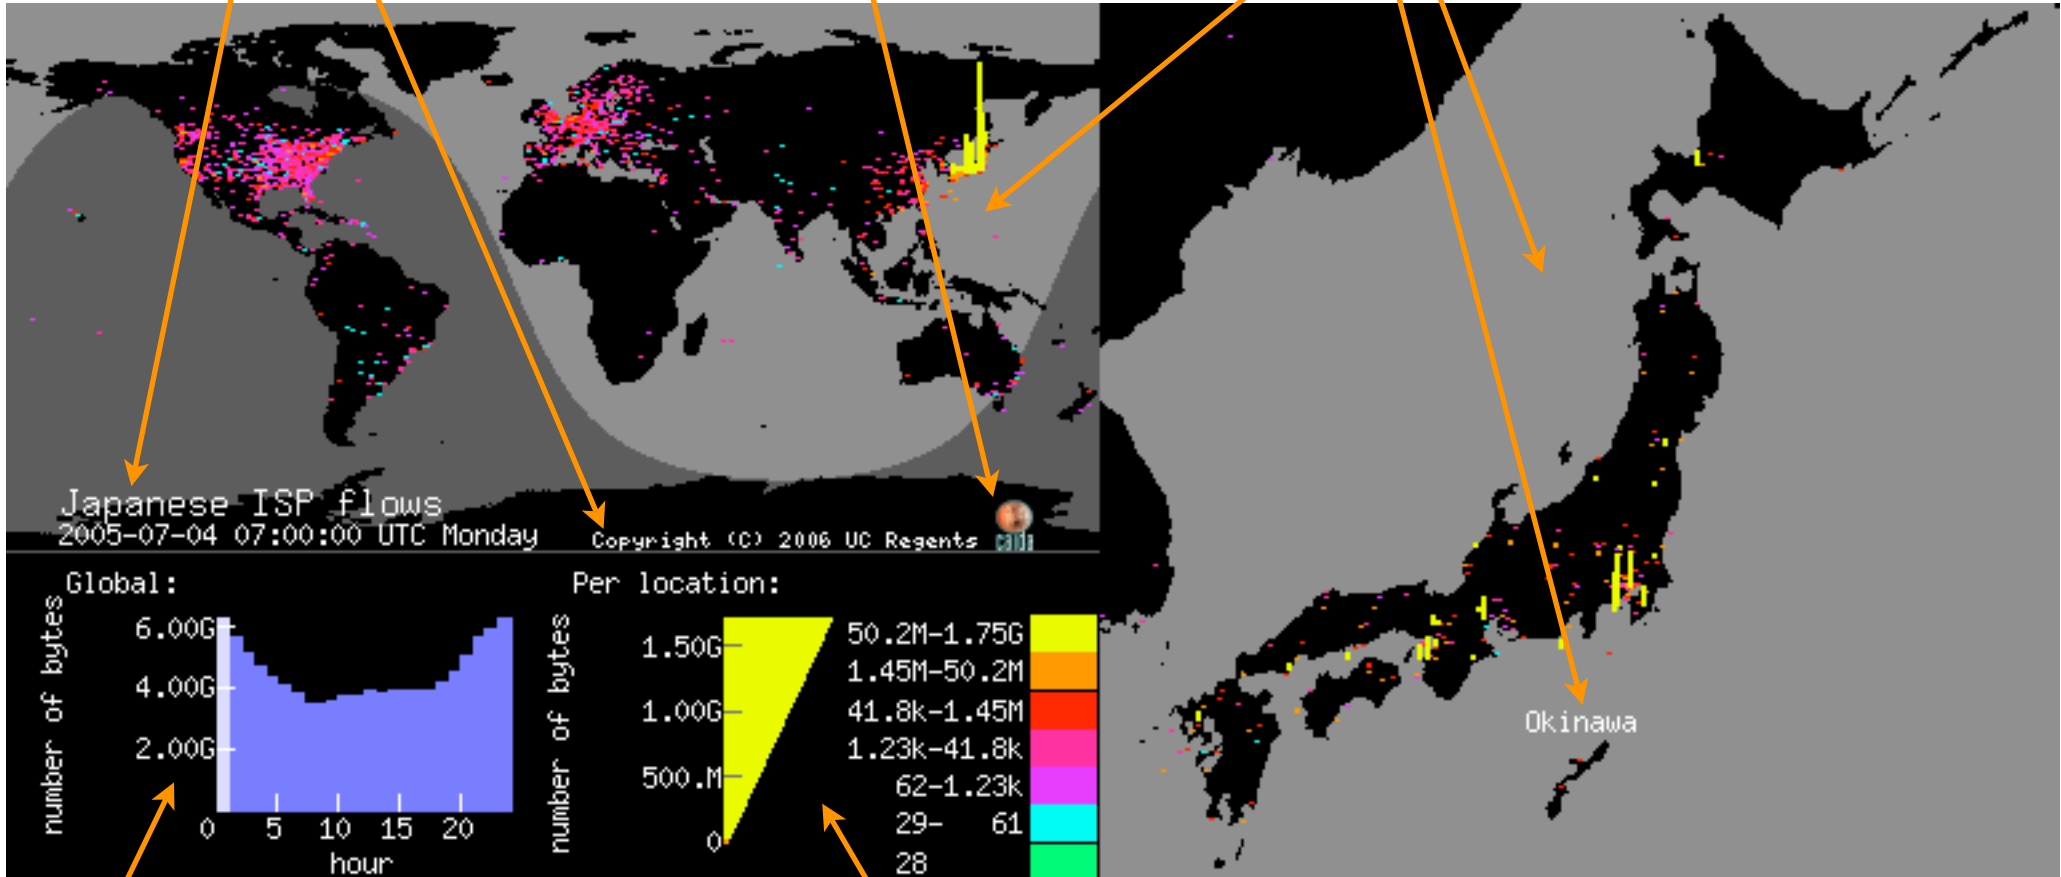 Japanese ISP flows
2005-07-04 07:00:00 UTC Monday
Copyright (C) 2006 UC Regents
caida
Global:
number of bytes
6.00G
4.00G
2.00G
0 5 10 15 20
hour
Per location:
number of bytes
1.50G
1.00G
500.M
0
50.2M-1.75G
1.45M-50.2M
41.8k-1.45M
1.23k-41.8k
62-1.23k
29- 61
28
Okinawa